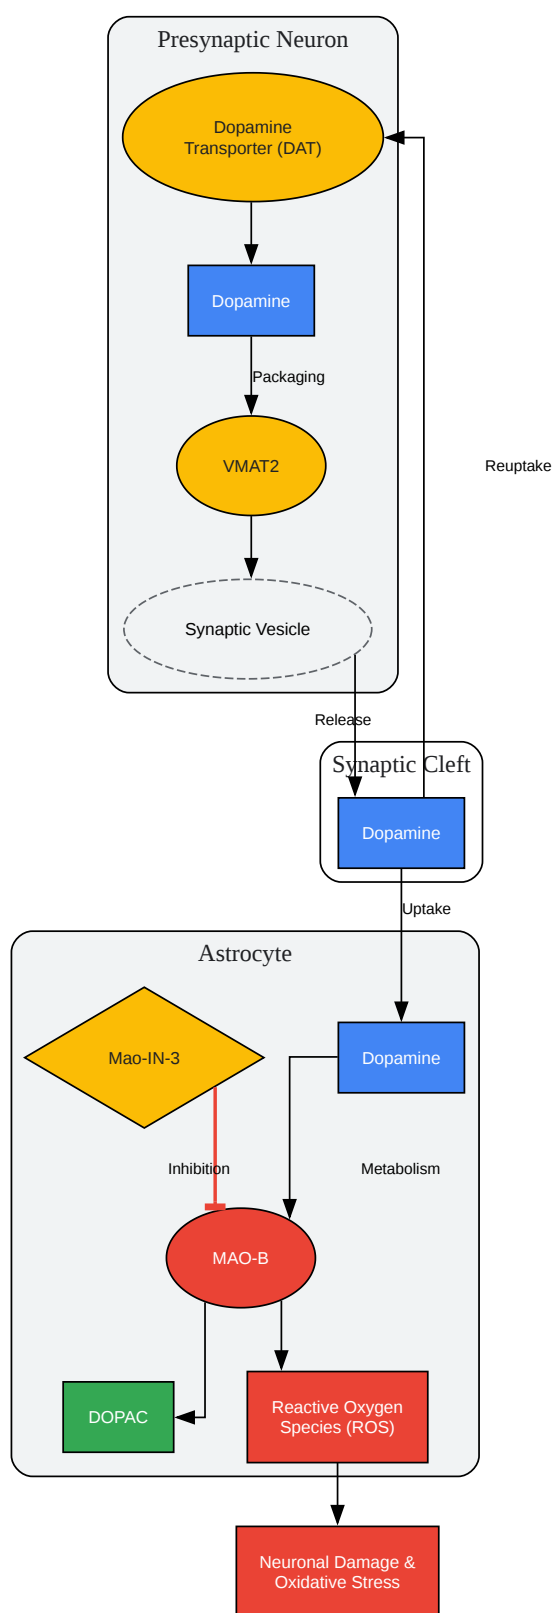 Presynaptic Neuron
Dopamine
Transporter (DAT)
Dopamine
Packaging
VMAT2
Reuptake
Synaptic Vesicle
Release
Synaptic Cleft
Dopamine
Uptake
Astrocyte
Mao-IN-3
Dopamine
Inhibition
Metabolism
MAO-B
DOPAC
Reactive Oxygen
Species (ROS)
Neuronal Damage &
Oxidative Stress